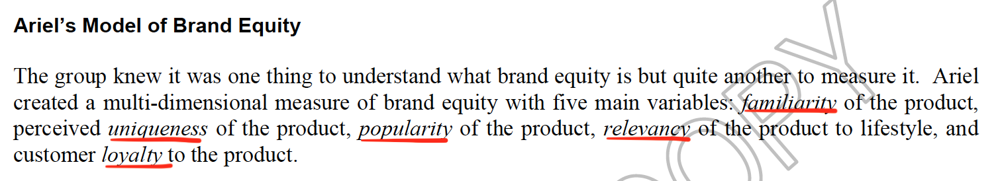 Ariel’s Model of Brand Equity
The group knew it was one thing to understand what brand equity is but quite another to measure it. Ariel
created a multi-dimensional measure of brand equity with five main variables: familiarity of the product,
perceived uniqueness of the product, popularity of the product, relevancy of the product to lifestyle, and
customer loyalty to the product.
OPY